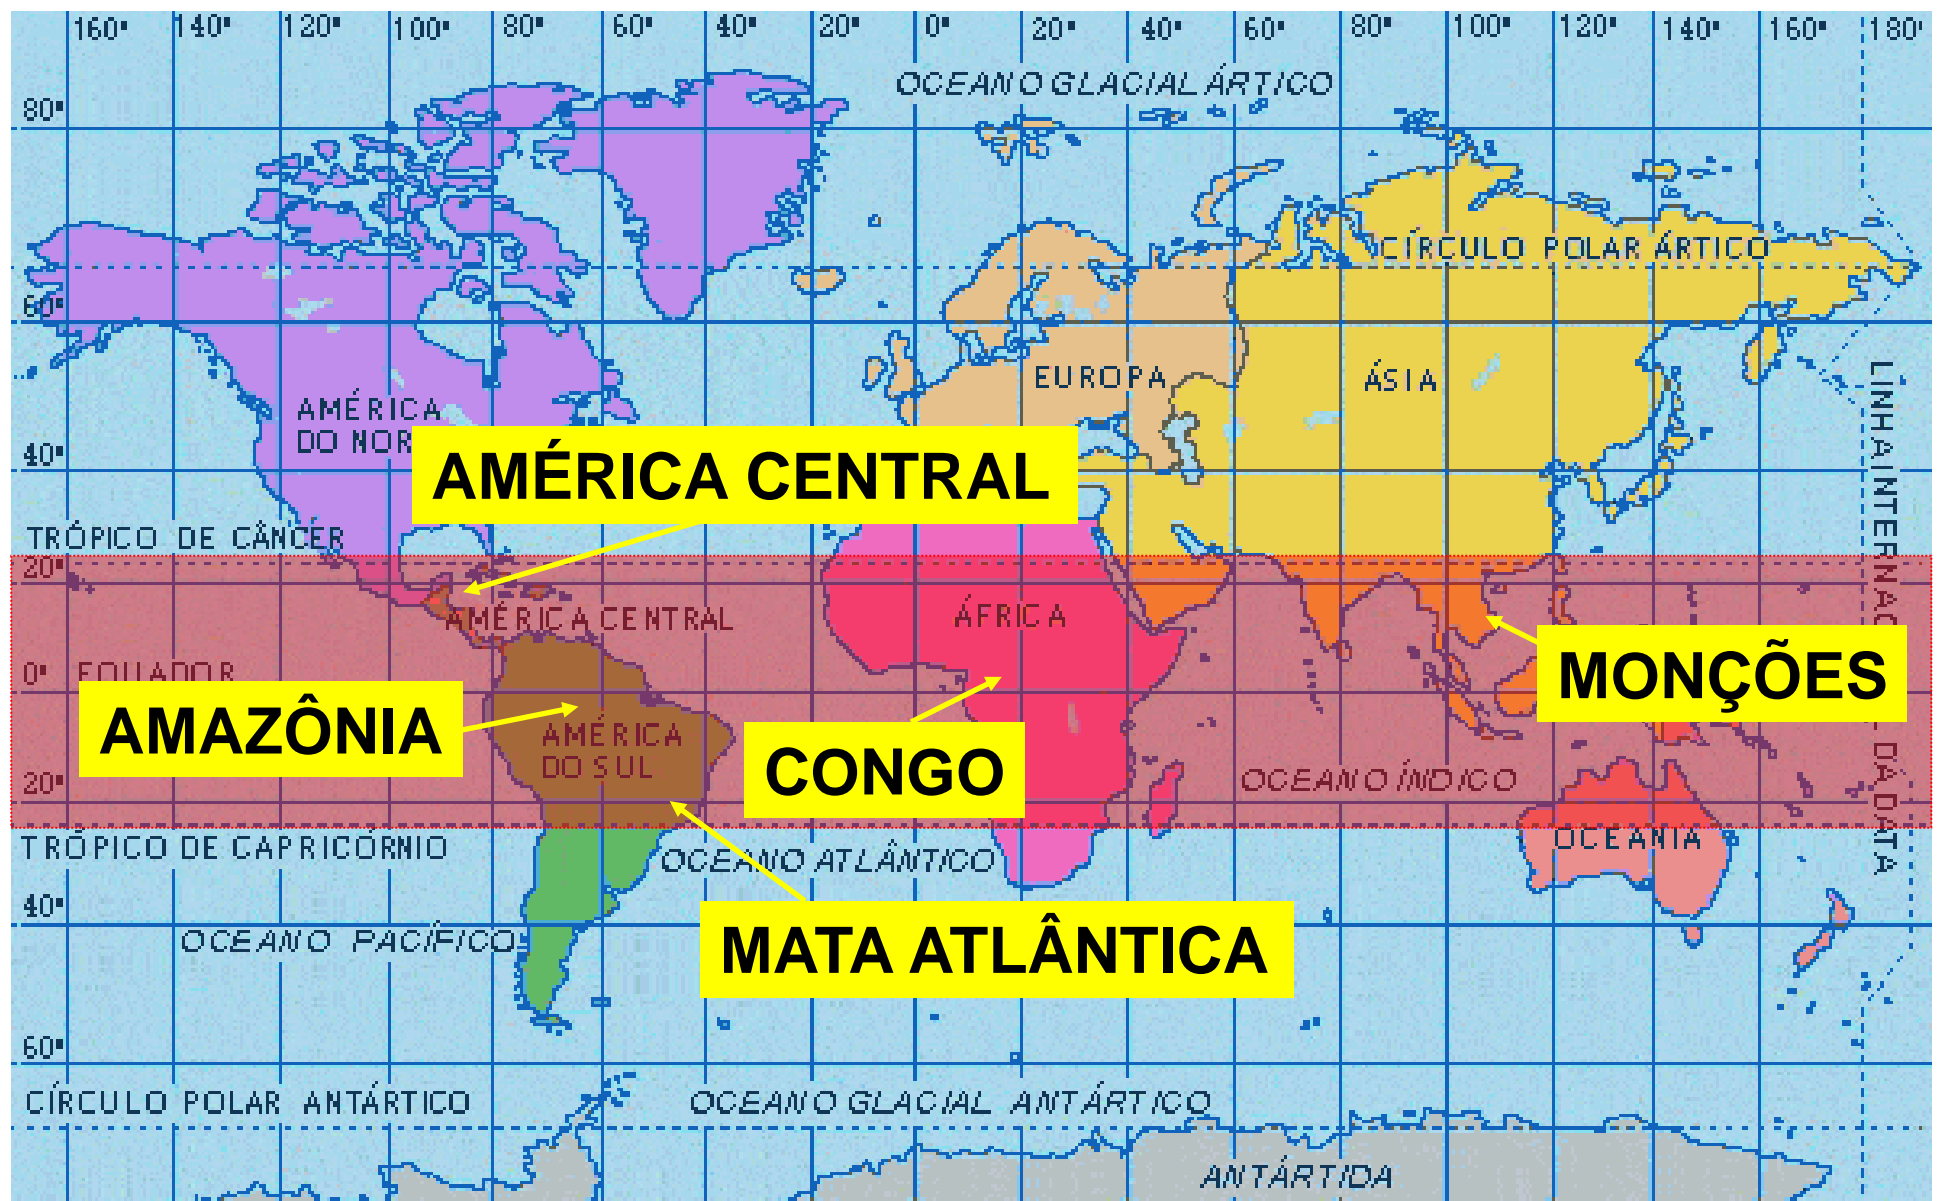 160° 140° 120° 100° 80° 60° 40° 20° 0° 20° 40° 60° 80° 100° 120° 140° 160° 180°
OCEANO GLACIAL ÁRTICO
80°
CÍRCULO POLAR ÁRTICO
60°
EUROPA
ÁSIA
AMÉRICA
DO NOR
40°
AMÉRICA CENTRAL
TRÓPICO DE CÂNCER
20°
AMÉRICA CENTRAL
ÁFRICA
MONÇÕES
0°
EQUADOR
AMAZÔNIA
AMÉRICA
DO SUL
CONGO
OCEANO ÍNDICO
20°
TRÓPICO DE CAPRICÓRNIO
OCEANO ATLÂNTICO
OCEANIA
40°
OCEANO PACÍFICO
MATA ATLÂNTICA
60°
CÍRCULO POLAR ANTÁRTICO
OCEANO GLACIAL ANTÁRTICO
ANTÁRTIDA
LINHA INTERNAC DA DATA